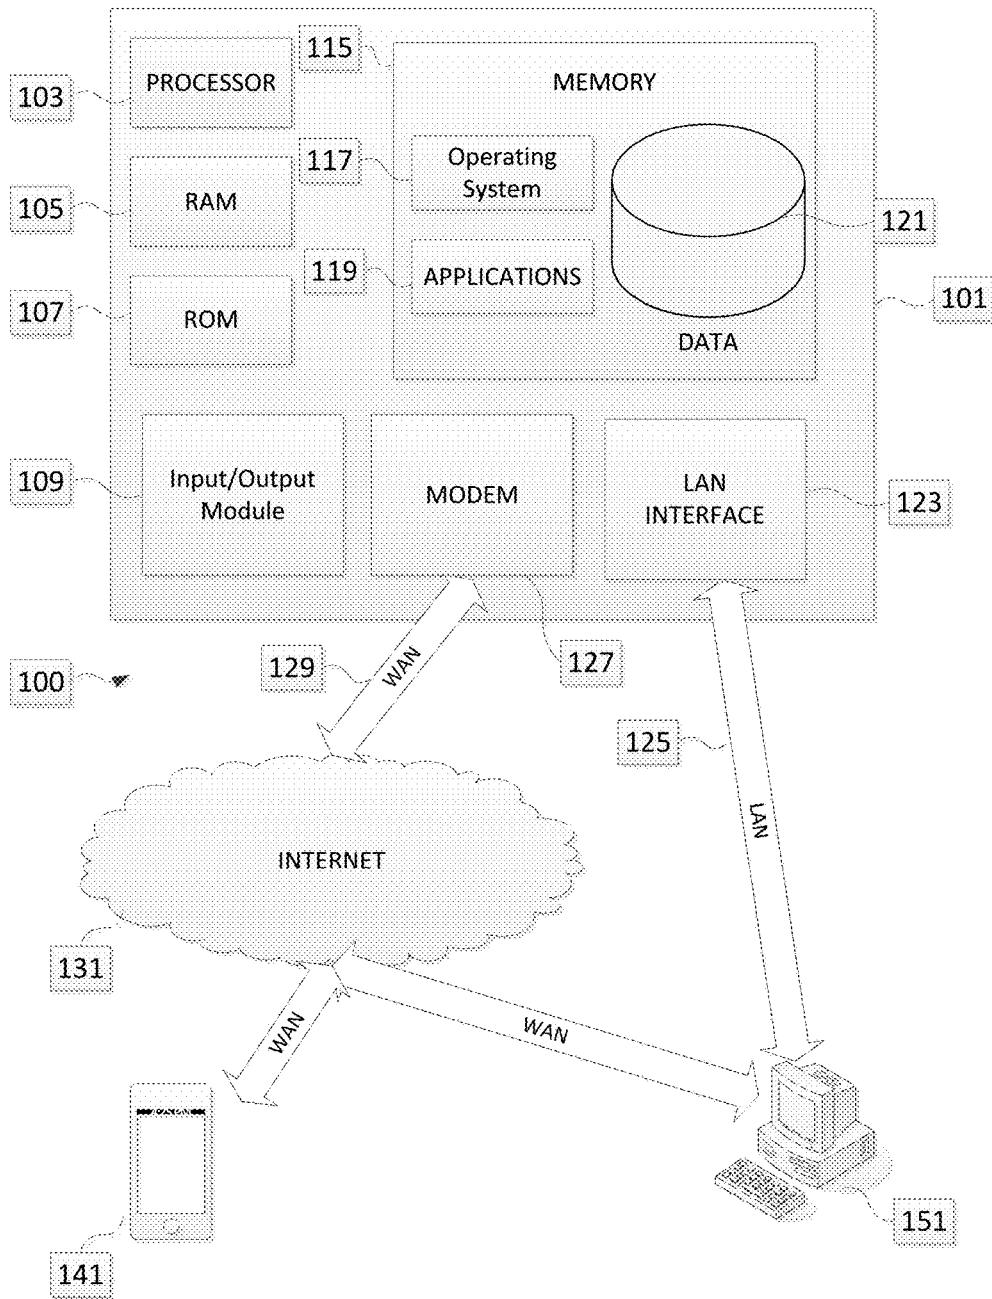 115
MEMORY
PROCESSOR
103
117
Operating
System
RAM
105
121
119
APPLICATIONS
101
107
ROM
DATA
109
Input/Output
Module
MODEM
LAN
INTERFACE
123
129
WAN
127
100
125
LAN
INTERNET
131
WAN
WAN
141
151